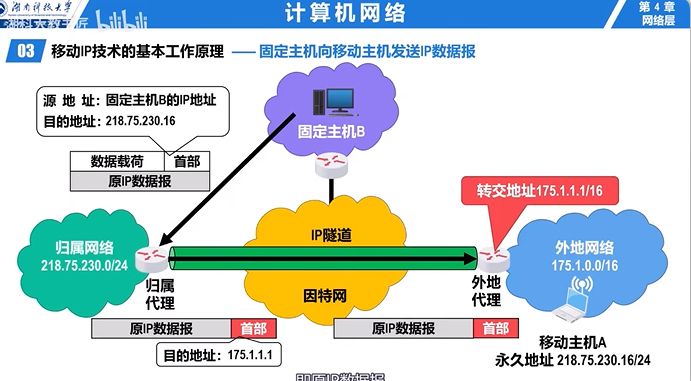 湖南科技大学
bilibili
计算机网络
第 4 章
网络层
03 移动IP技术的基本工作原理 —— 固定主机向移动主机发送IP数据报
源 地 址：固定主机B的IP地址
目的地址：218.75.230.16
数据载荷 首部
原IP数据报
固定主机B
转交地址175.1.1.1/16
归属网络
218.75.230.0/24
IP隧道
外地网络
175.1.0.0/16
归属
代理
因特网
外地
代理
原IP数据报 首部
原IP数据报 首部
目的地址：175.1.1.1
移动主机A
永久地址 218.75.230.16/24
即原IP数据报